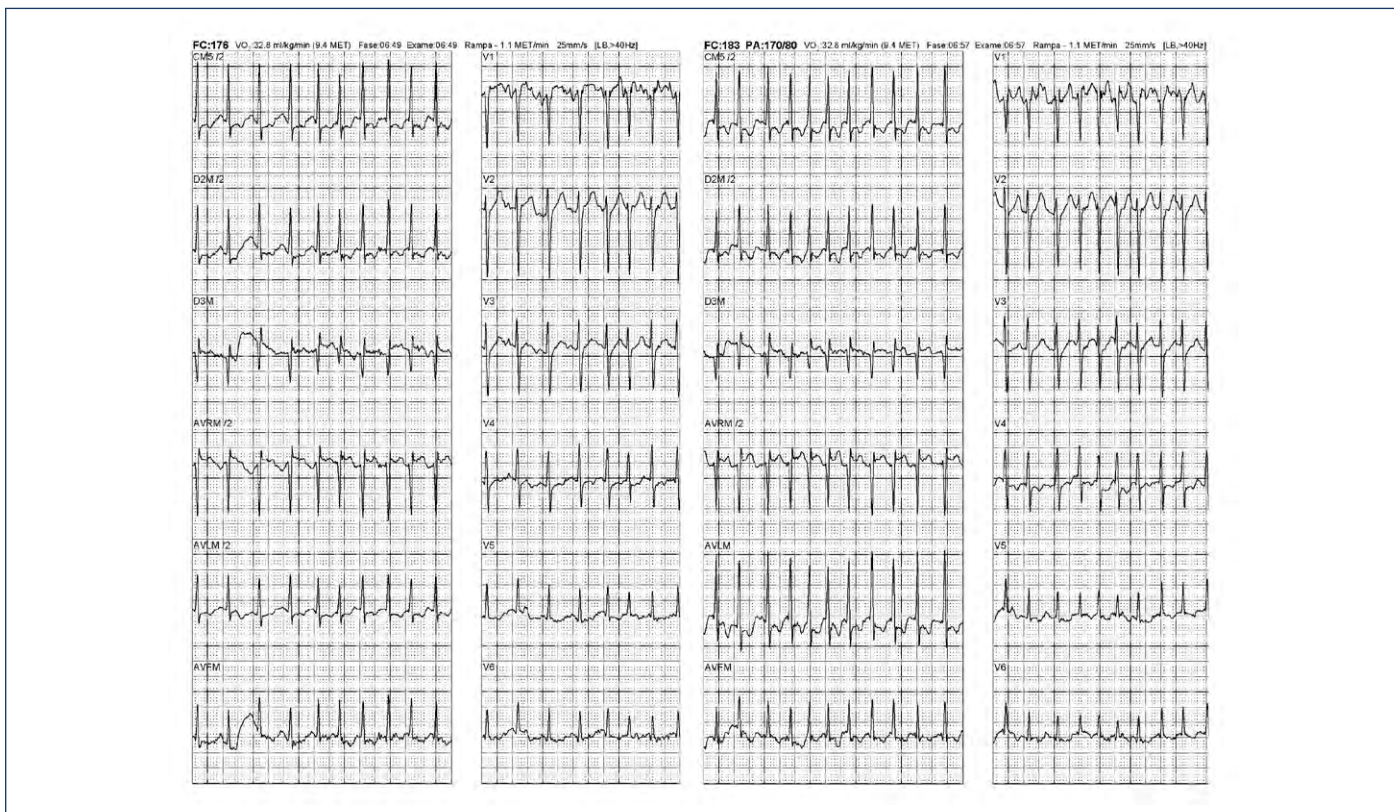 FC:176 VO₂:32.8 ml/kg/min (9.4 MET) Fase:06:49 Exame:06:49 Rampa - 1.1 MET/min 25mm/s [LB,>40Hz]
CM5 /2
V1
D2M /2
V2
D3M
V3
AVRM /2
V4
AVLM /2
V5
AVFM
V6
FC:183 PA:170/80 VO₂:32.8 ml/kg/min (9.4 MET) Fase:06:57 Exame:06:57 Rampa - 1.1 MET/min 25mm/s [LB,>40Hz]
CM5 /2
V1
D2M /2
V2
D3M
V3
AVRM /2
V4
AVLM
V5
AVFM
V6